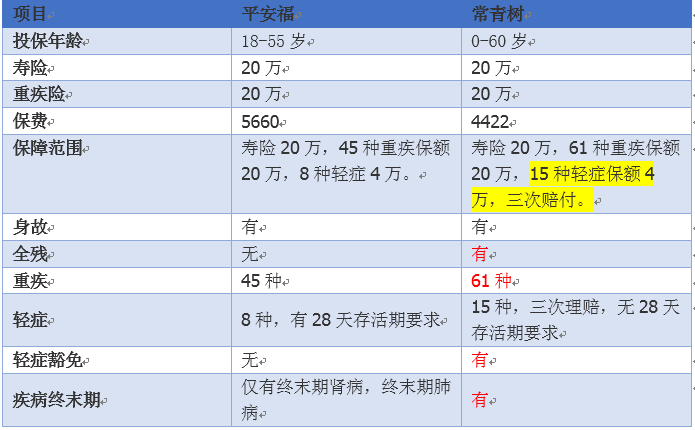 项目 平安福 常青树
投保年龄 18-55 岁 0-60 岁
寿险 20 万 20 万
重疾险 20 万 20 万
保费 5660 4422
保障范围 寿险 20 万，45 种重疾保额 寿险 20 万，61 种重疾保额
20 万，8 种轻症 4 万。 20 万，15 种轻症保额 4
万，三次赔付。
身故 有 有
全残 无 有
重疾 45 种 61 种
轻症 8 种，有 28 天存活期要求 15 种，三次理赔，无 28 天
存活期要求
轻症豁免 无 有
疾病终末期 仅有终末期肾病，终末期肺 有
病